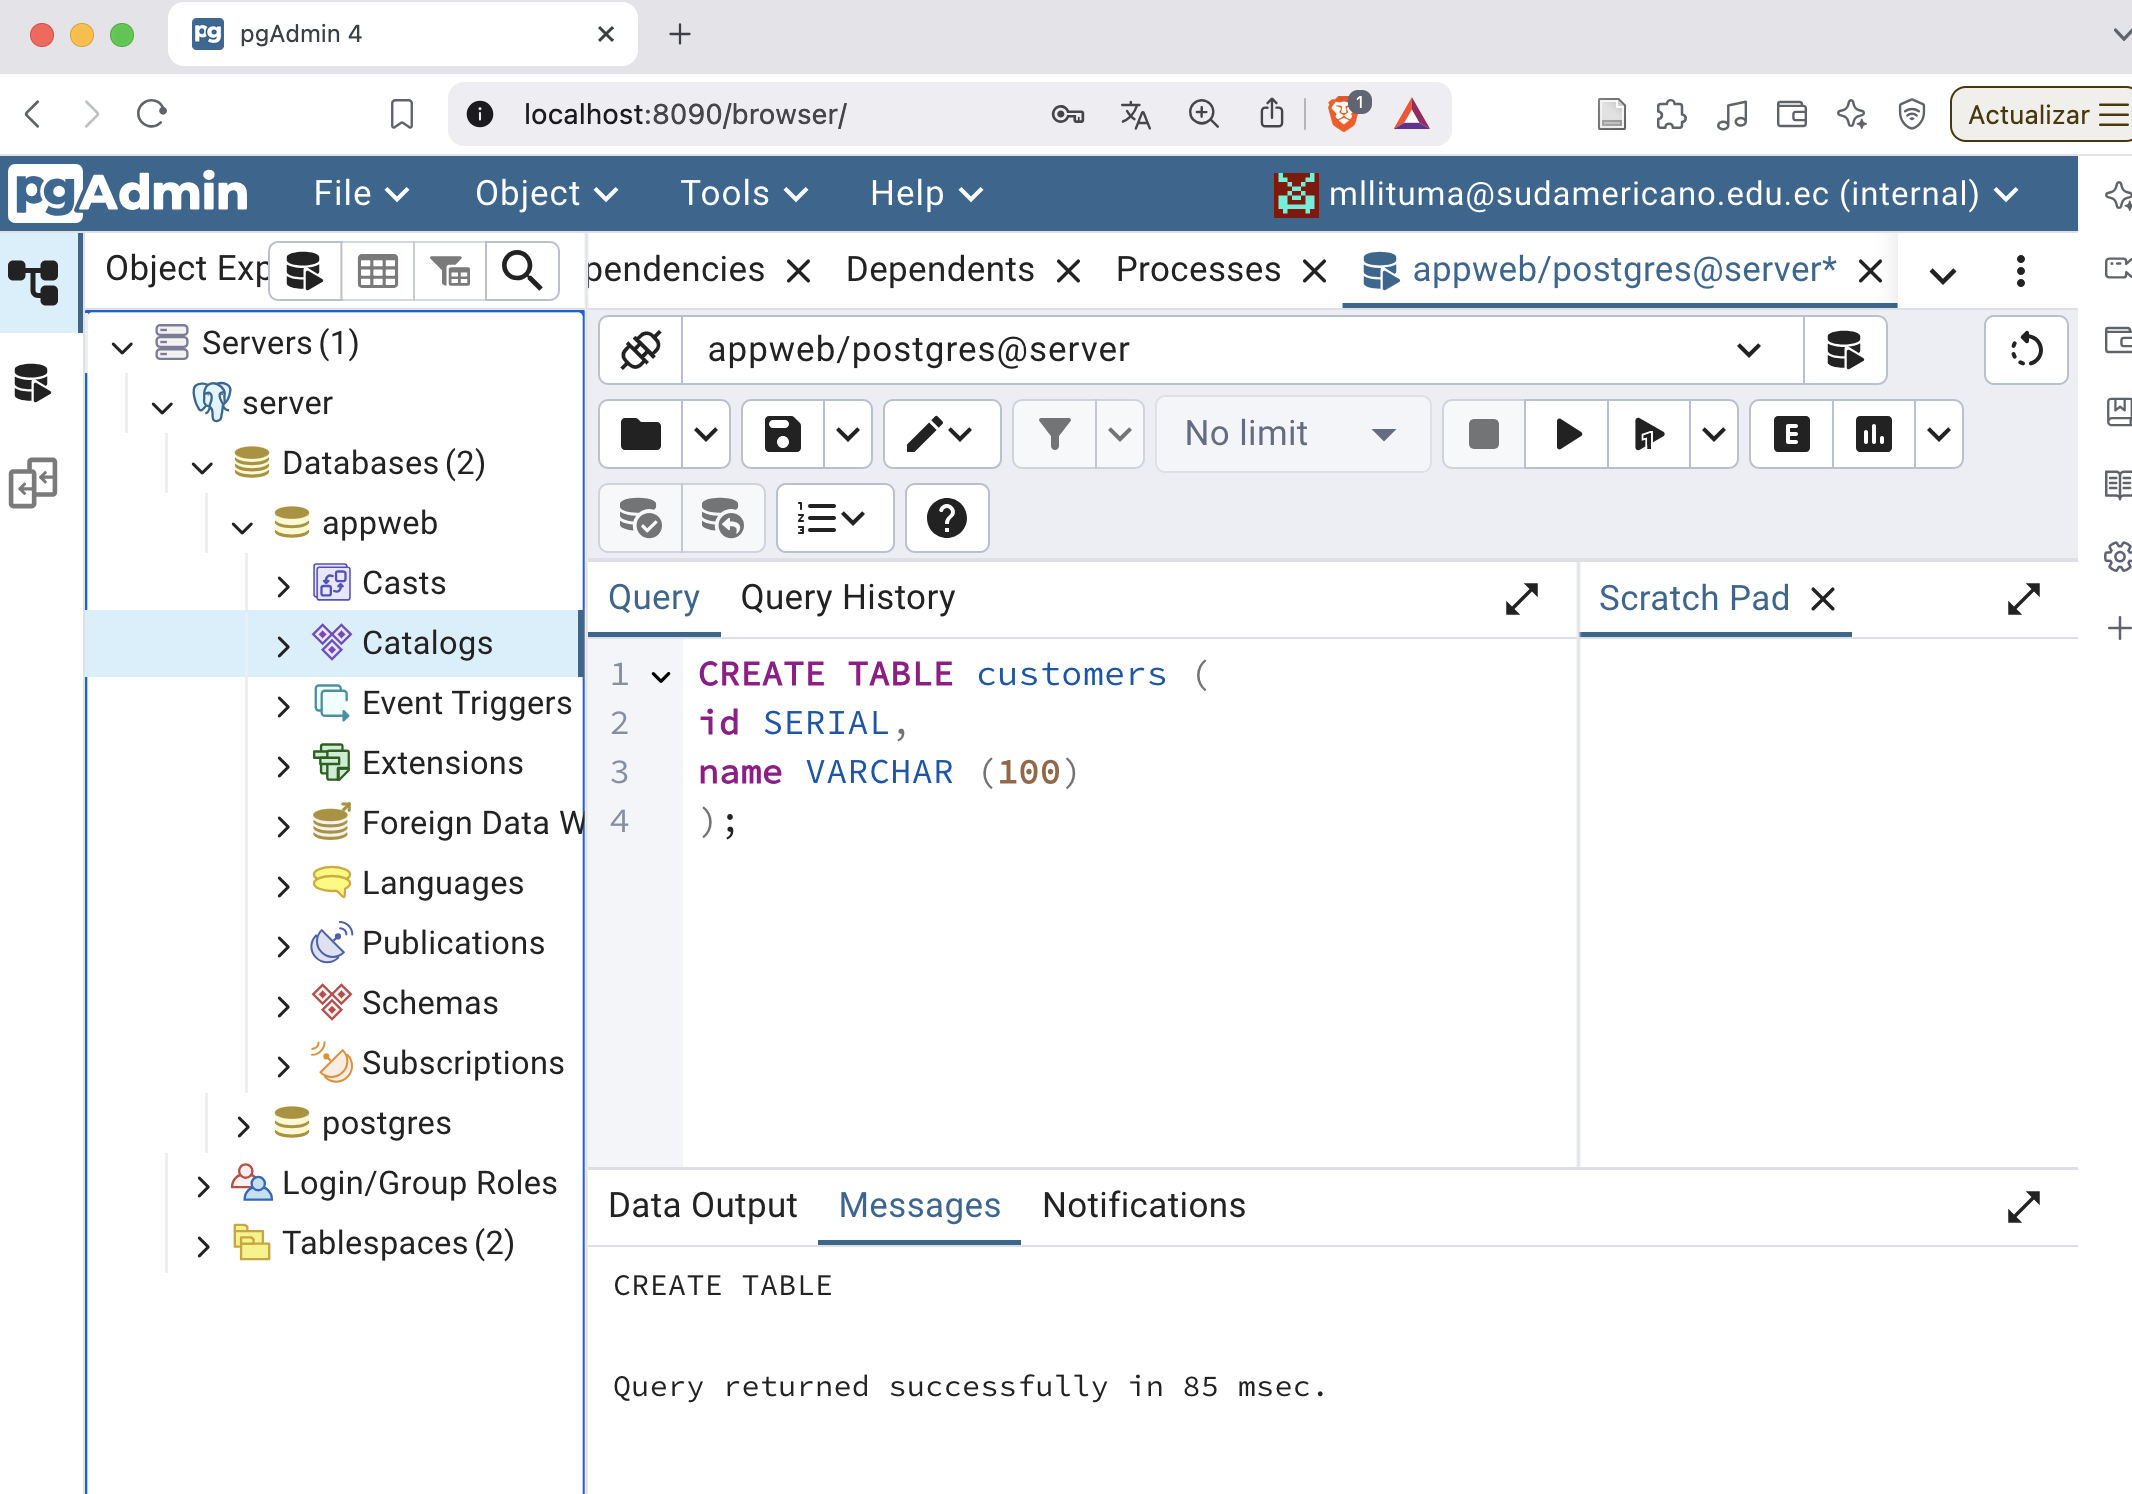 pgAdmin 4
localhost:8090/browser/
1
Actualizar
pgAdmin
File
Object
Tools
Help
mllituma@sudamericano.edu.ec (internal)
Object Exp
pendencies
Dependents
Processes
appweb/postgres@server*
Servers (1)
server
Databases (2)
appweb
Casts
Catalogs
Event Triggers
Extensions
Foreign Data W
Languages
Publications
Schemas
Subscriptions
postgres
Login/Group Roles
Tablespaces (2)
appweb/postgres@server
No limit
Query
Query History
Scratch Pad
1 CREATE TABLE customers (
2 id SERIAL,
3 name VARCHAR (100)
4 );
Data Output
Messages
Notifications
CREATE TABLE
Query returned successfully in 85 msec.